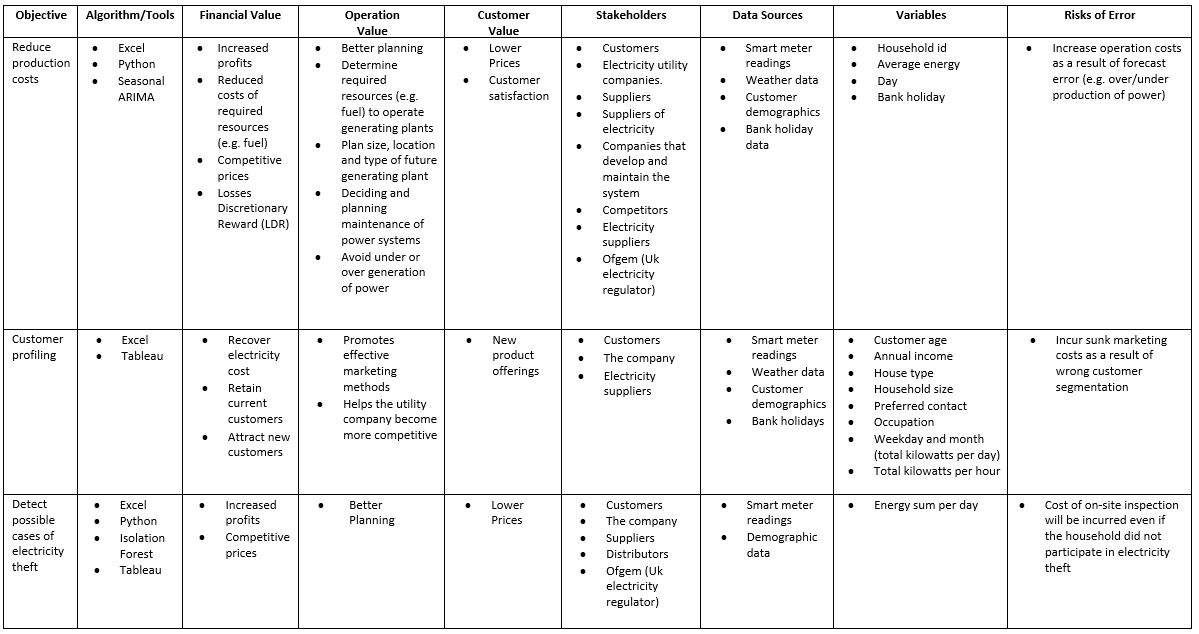 Objective
Algorithm/Tools
Financial Value
Operation
Value
Customer
Value
Stakeholders
Data Sources
Variables
Risks of Error
Reduce
production
costs
• Excel
• Python
• Seasonal
ARIMA
• Increased
profits
• Reduced
costs of
required
resources
(e.g. fuel)
• Competitive
prices
• Losses
Discretionary
Reward (LDR)
• Better planning
• Determine
required
resources (e.g.
fuel) to operate
generating plants
• Plan size, location
and type of future
generating plant
• Deciding and
planning
maintenance of
power systems
• Avoid under or
over generation
of power
• Lower
Prices
• Customer
satisfaction
• Customers
• Electricity utility
companies.
• Suppliers
• Suppliers of
electricity
• Companies that
develop and
maintain the
system
• Competitors
• Electricity
suppliers
• Ofgem (Uk
electricity
regulator)
• Smart meter
readings
• Weather data
• Customer
demographics
• Bank holiday
data
• Household id
• Average energy
• Day
• Bank holiday
• Increase operation costs
as a result of forecast
error (e.g. over/under
production of power)
Customer
profiling
• Excel
• Tableau
• Recover
electricity
cost
• Retain
current
customers
• Attract new
customers
• Promotes
effective
marketing
methods
• Helps the utility
company become
more competitive
• New
product
offerings
• Customers
• The company
• Electricity
suppliers
• Smart meter
readings
• Weather data
• Customer
demographics
• Bank holidays
• Customer age
• Annual income
• House type
• Household size
• Preferred contact
• Occupation
• Weekday and month
(total kilowatts per day)
• Total kilowatts per hour
• Incur sunk marketing
costs as a result of
wrong customer
segmentation
Detect
possible
cases of
electricity
theft
• Excel
• Python
• Isolation
Forest
• Tableau
• Increased
profits
• Competitive
prices
• Better
Planning
• Lower
Prices
• Customers
• The company
• Suppliers
• Distributors
• Ofgem (Uk
electricity
regulator)
• Smart meter
readings
• Demographic
data
• Energy sum per day
• Cost of on-site inspection
will be incurred even if
the household did not
participate in electricity
theft